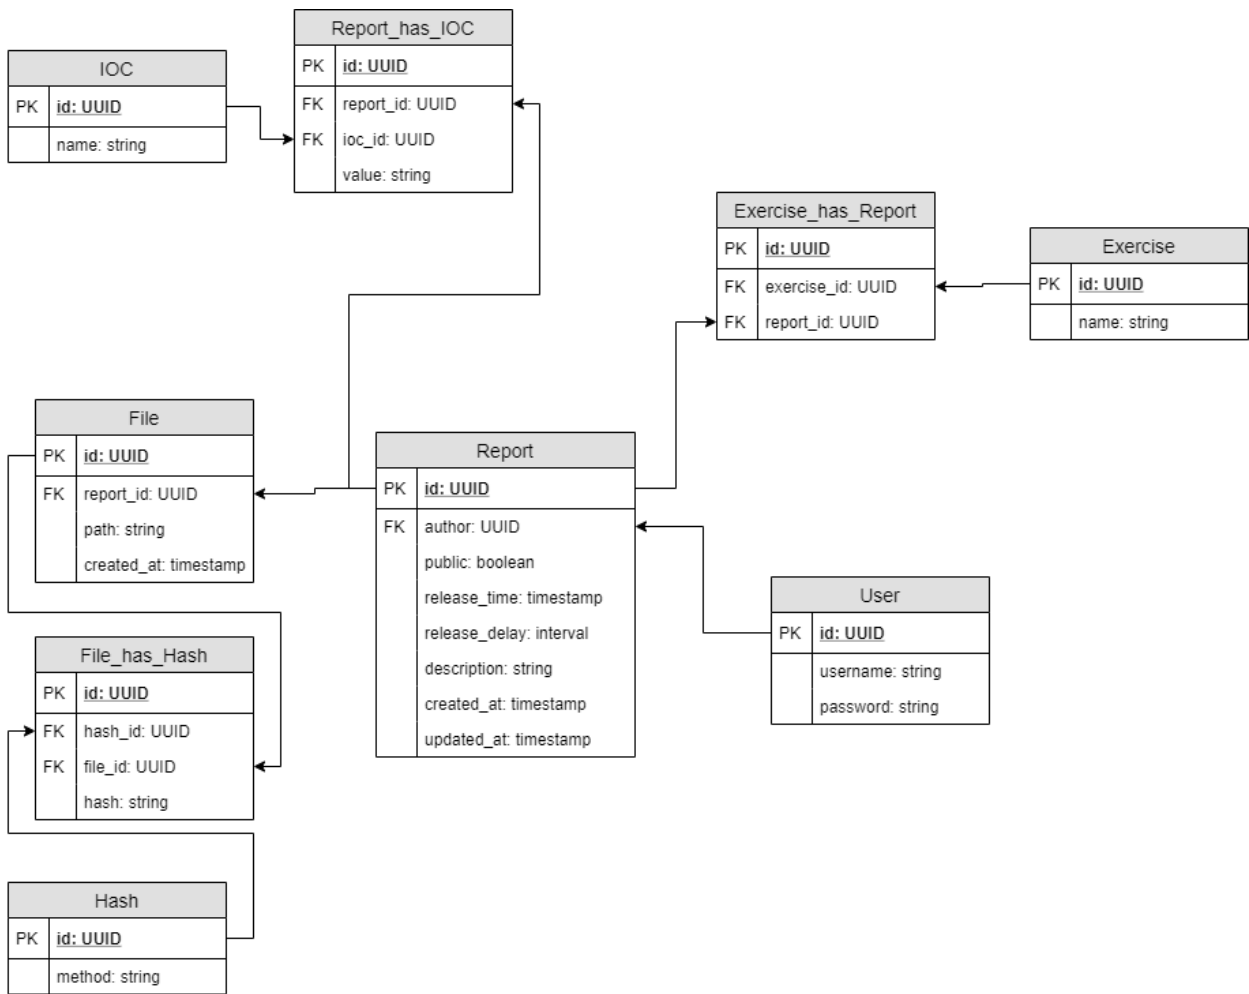 Report_has_IOC
PK id: UUID
FK report_id: UUID
FK ioc_id: UUID
value: string
IOC
PK id: UUID
name: string
Exercise_has_Report
PK id: UUID
FK exercise_id: UUID
FK report_id: UUID
Exercise
PK id: UUID
name: string
File
PK id: UUID
FK report_id: UUID
path: string
created_at: timestamp
Report
PK id: UUID
FK author: UUID
public: boolean
release_time: timestamp
release_delay: interval
description: string
created_at: timestamp
updated_at: timestamp
User
PK id: UUID
username: string
password: string
File_has_Hash
PK id: UUID
FK hash_id: UUID
FK file_id: UUID
hash: string
Hash
PK id: UUID
method: string